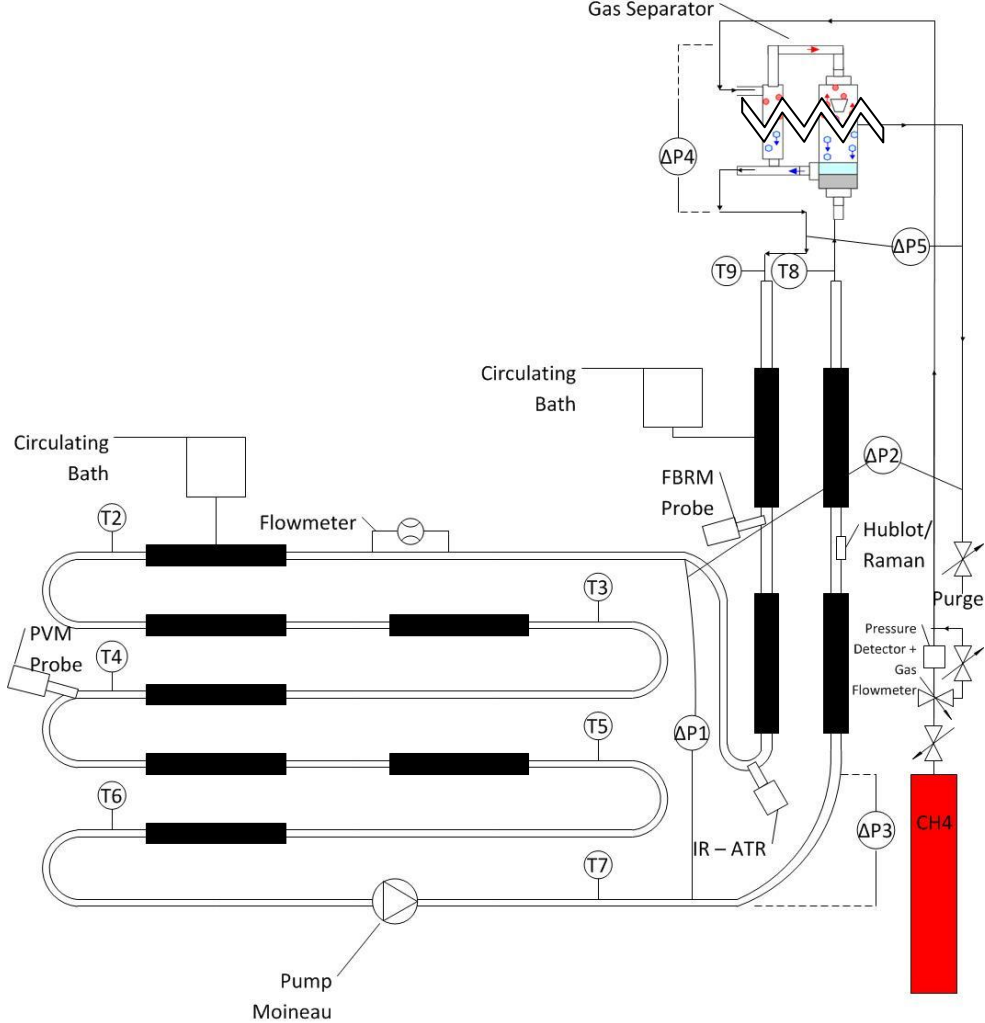 Gas Separator
ΔP4
ΔP5
T9
T8
Circulating
Bath
ΔP2
Circulating
Bath
FBRM
Probe
T2
Flowmeter
Hublot/
Raman
Purge
T3
PVM
Probe
T4
Pressure
Detector +
Gas
Flowmeter
T5
ΔP1
T6
CH4
ΔP3
IR – ATR
T7
Pump
Moineau